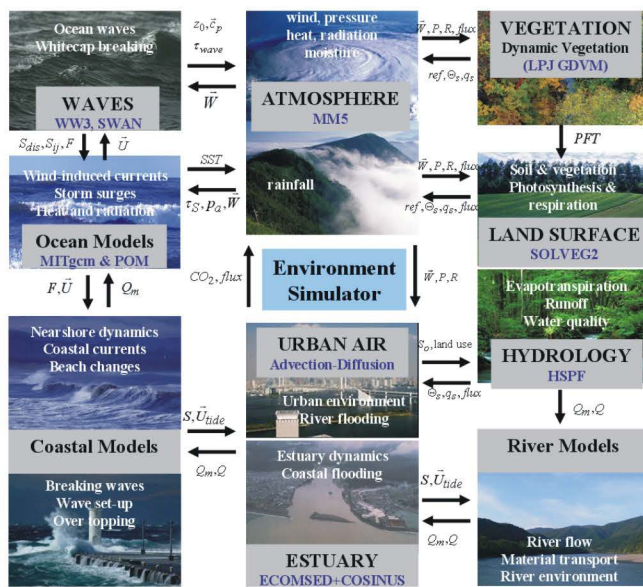 Ocean waves
Whitecap breaking
WAVES
WW3, SWAN
z₀, c⃗ₚ
τ_wave
W⃗
wind, pressure
heat, radiation
moisture
ATMOSPHERE
MM5
rainfall
W⃗, P, R, flux
ref, Θₛ, qₛ
VEGETATION
Dynamic Vegetation
(LPJ GDVM)
S_dis, S_ij, F
U⃗
PFT
Wind-induced currents
Storm surges
Heat and radiation
Ocean Models
MITgcm & POM
SST
τ_S, pₐ, W⃗
W⃗, P, R, flux
ref, Θₛ, qₛ, flux
Soil & vegetation
Photosynthesis &
respiration
LAND SURFACE
SOLVEG2
F, U⃗
Q_m
CO₂, flux
Environment
Simulator
W⃗, P, R
Evapotranspiration
Runoff
Water quality
HYDROLOGY
HSPF
Nearshore dynamics
Coastal currents
Beach changes
Coastal Models
Breaking waves
Wave set-up
Over topping
S, U⃗_tide
Q_m, Q
URBAN AIR
Advection-Diffusion
Urban environment
River flooding
Sₒ, land use
Θₛ, qₛ, flux
Q_m, Q
Estuary dynamics
Coastal flooding
ESTUARY
ECOMSED+COSINUS
S, U⃗_tide
Q_m, Q
River Models
River flow
Material transport
River environment